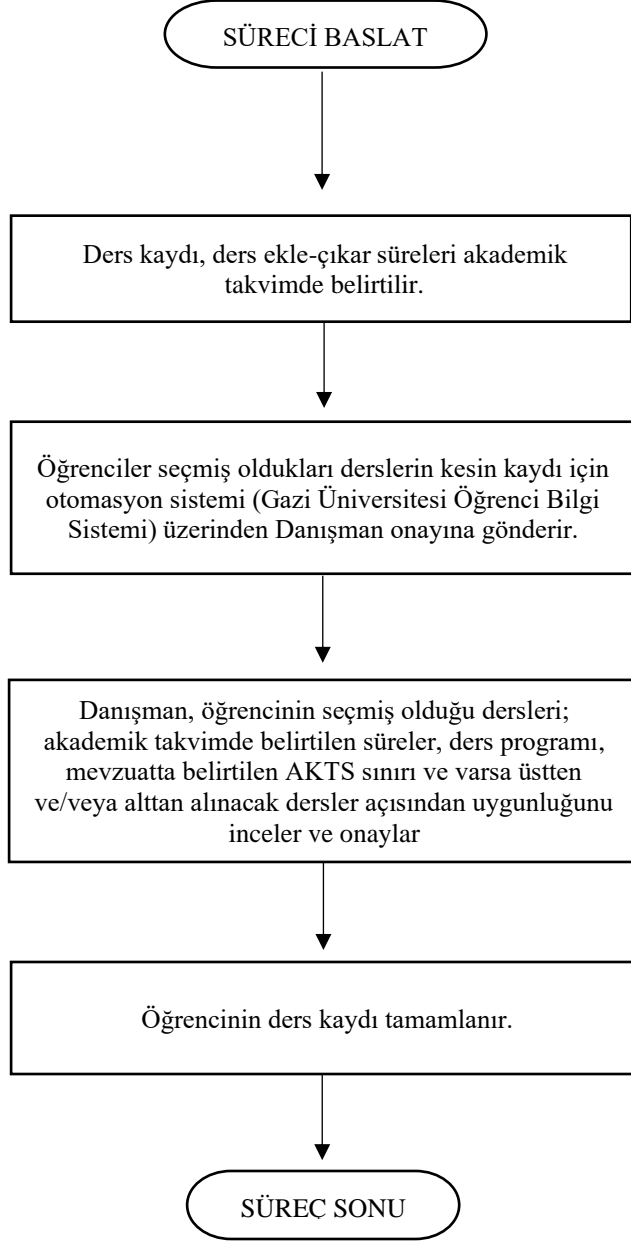 SÜRECİ BASLAT
Ders kaydı, ders ekle-çıkar süreleri akademik
takvimde belirtilir.
Öğrenciler seçmiş oldukları derslerin kesin kaydı için
otomasyon sistemi (Gazi Üniversitesi Öğrenci Bilgi
Sistemi) üzerinden Danışman onayına gönderir.
Danışman, öğrencinin seçmiş olduğu dersleri;
akademik takvimde belirtilen süreler, ders programı,
mevzuatta belirtilen AKTS sınırı ve varsa üstten
ve/veya alttan alınacak dersler açısından uygunluğunu
inceler ve onaylar
Öğrencinin ders kaydı tamamlanır.
SÜREÇ SONU